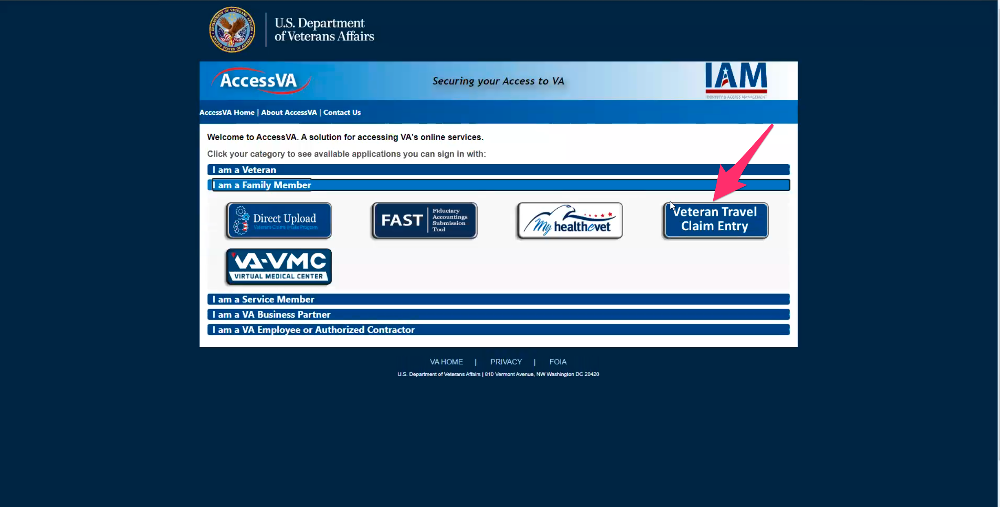 U.S. Department
of Veterans Affairs
AccessVA
Securing your Access to VA
IAM
IDENTITY & ACCESS MANAGEMENT
AccessVA Home | About AccessVA | Contact Us
Welcome to AccessVA. A solution for accessing VA's online services.
Click your category to see available applications you can sign in with:
I am a Veteran
I am a Family Member
Direct Upload
Veterans Claims Intake Program
FAST
Fiduciary
Accountings
Submission
Tool
My healthevet
Veteran Travel
Claim Entry
VA-VMC
VIRTUAL MEDICAL CENTER
I am a Service Member
I am a VA Business Partner
I am a VA Employee or Authorized Contractor
VA HOME | PRIVACY | FOIA
U.S. Department of Veterans Affairs | 810 Vermont Avenue, NW Washington DC 20420